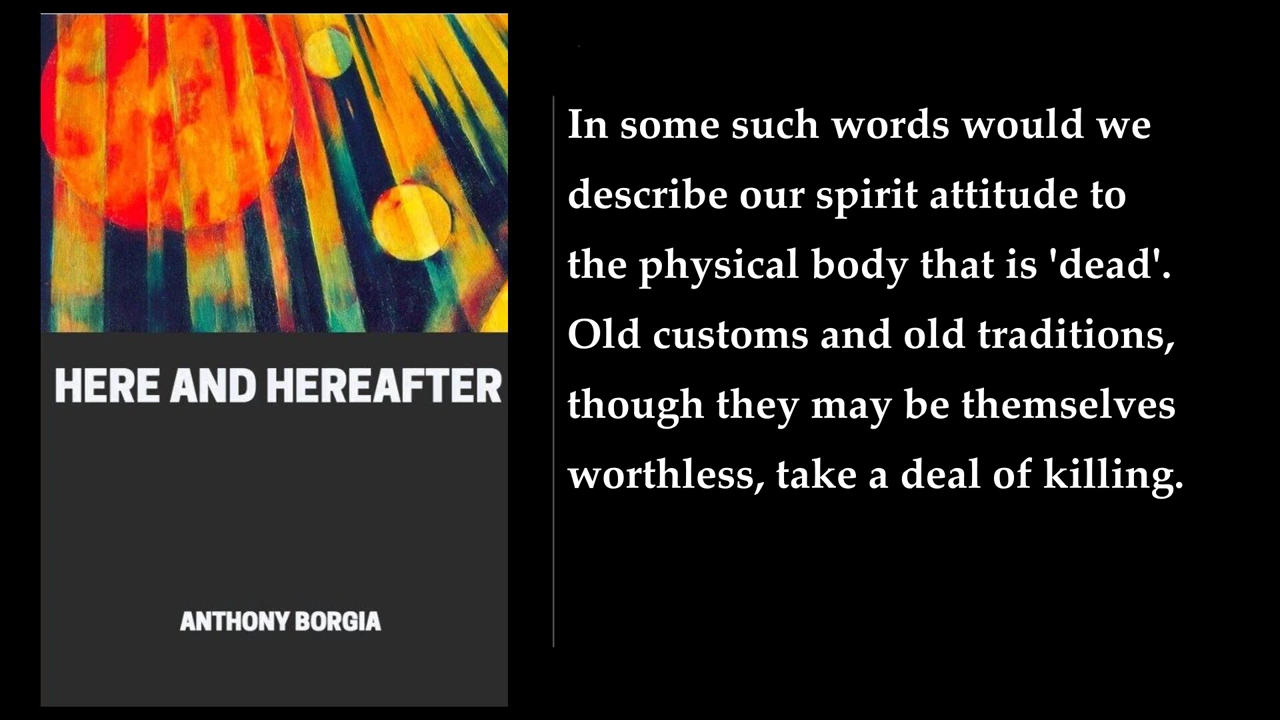 HERE AND HEREAFTER
ANTHONY BORGIA
In some such words would we
describe our spirit attitude to
the physical body that is 'dead'.
Old customs and old traditions,
though they may be themselves
worthless, take a deal of killing.